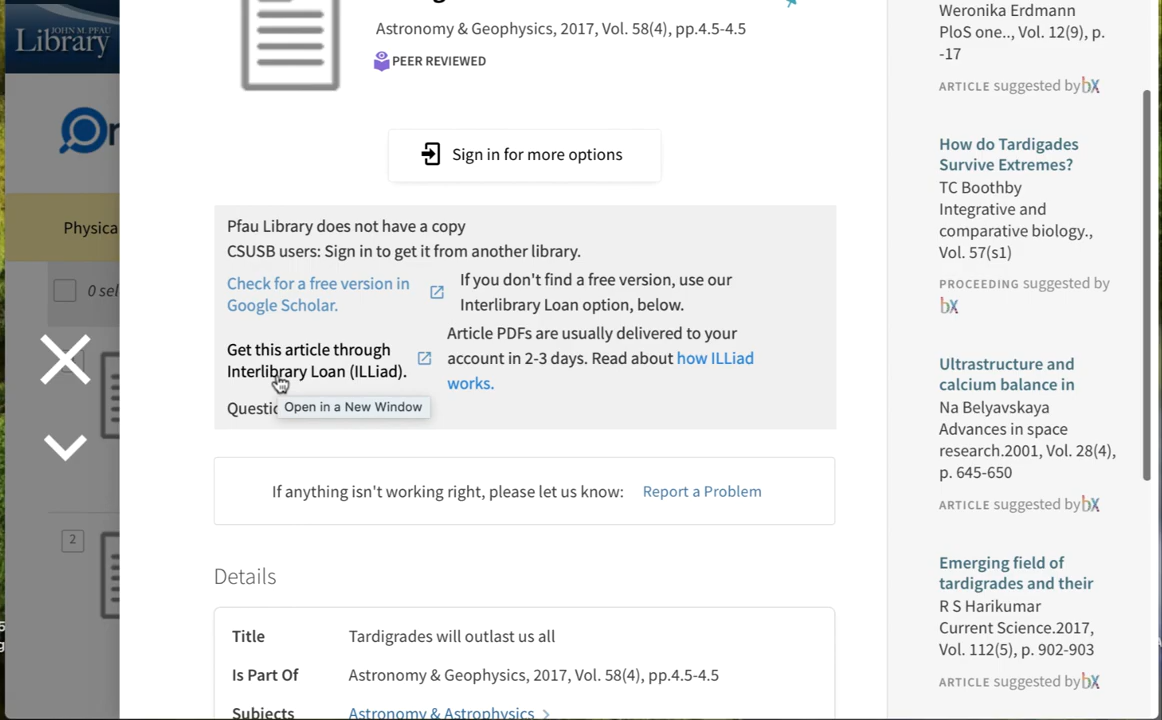 JOHN M. PFAU
Library
Astronomy & Geophysics, 2017, Vol. 58(4), pp.4.5-4.5
PEER REVIEWED
Sign in for more options
Physica
0 sel
Pfau Library does not have a copy
CSUSB users: Sign in to get it from another library.
Check for a free version in
Google Scholar.
If you don't find a free version, use our
Interlibrary Loan option, below.
Get this article through
Interlibrary Loan (ILLiad).
Article PDFs are usually delivered to your
account in 2-3 days. Read about how ILLiad
works.
Questic
Open in a New Window
If anything isn't working right, please let us know: Report a Problem
2
Details
Title Tardigrades will outlast us all
Is Part Of Astronomy & Geophysics, 2017, Vol. 58(4), pp.4.5-4.5
Subjects Astronomy & Astrophysics
Weronika Erdmann
PloS one.., Vol. 12(9), p.
-17
ARTICLE suggested by bX
How do Tardigades
Survive Extremes?
TC Boothby
Integrative and
comparative biology.,
Vol. 57(s1)
PROCEEDING suggested by
bX
Ultrastructure and
calcium balance in
Na Belyavskaya
Advances in space
research.2001, Vol. 28(4),
p. 645-650
ARTICLE suggested by bX
Emerging field of
tardigrades and their
R S Harikumar
Current Science.2017,
Vol. 112(5), p. 902-903
ARTICLE suggested by bX